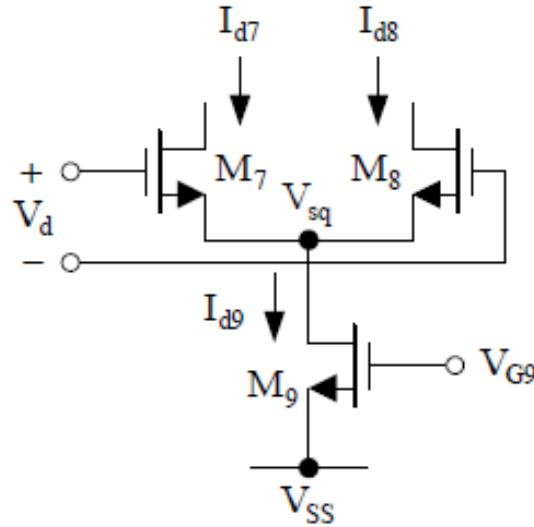 I_d7 I_d8
+ M_7 M_8
V_d V_sq
−
I_d9
M_9 V_G9
V_SS